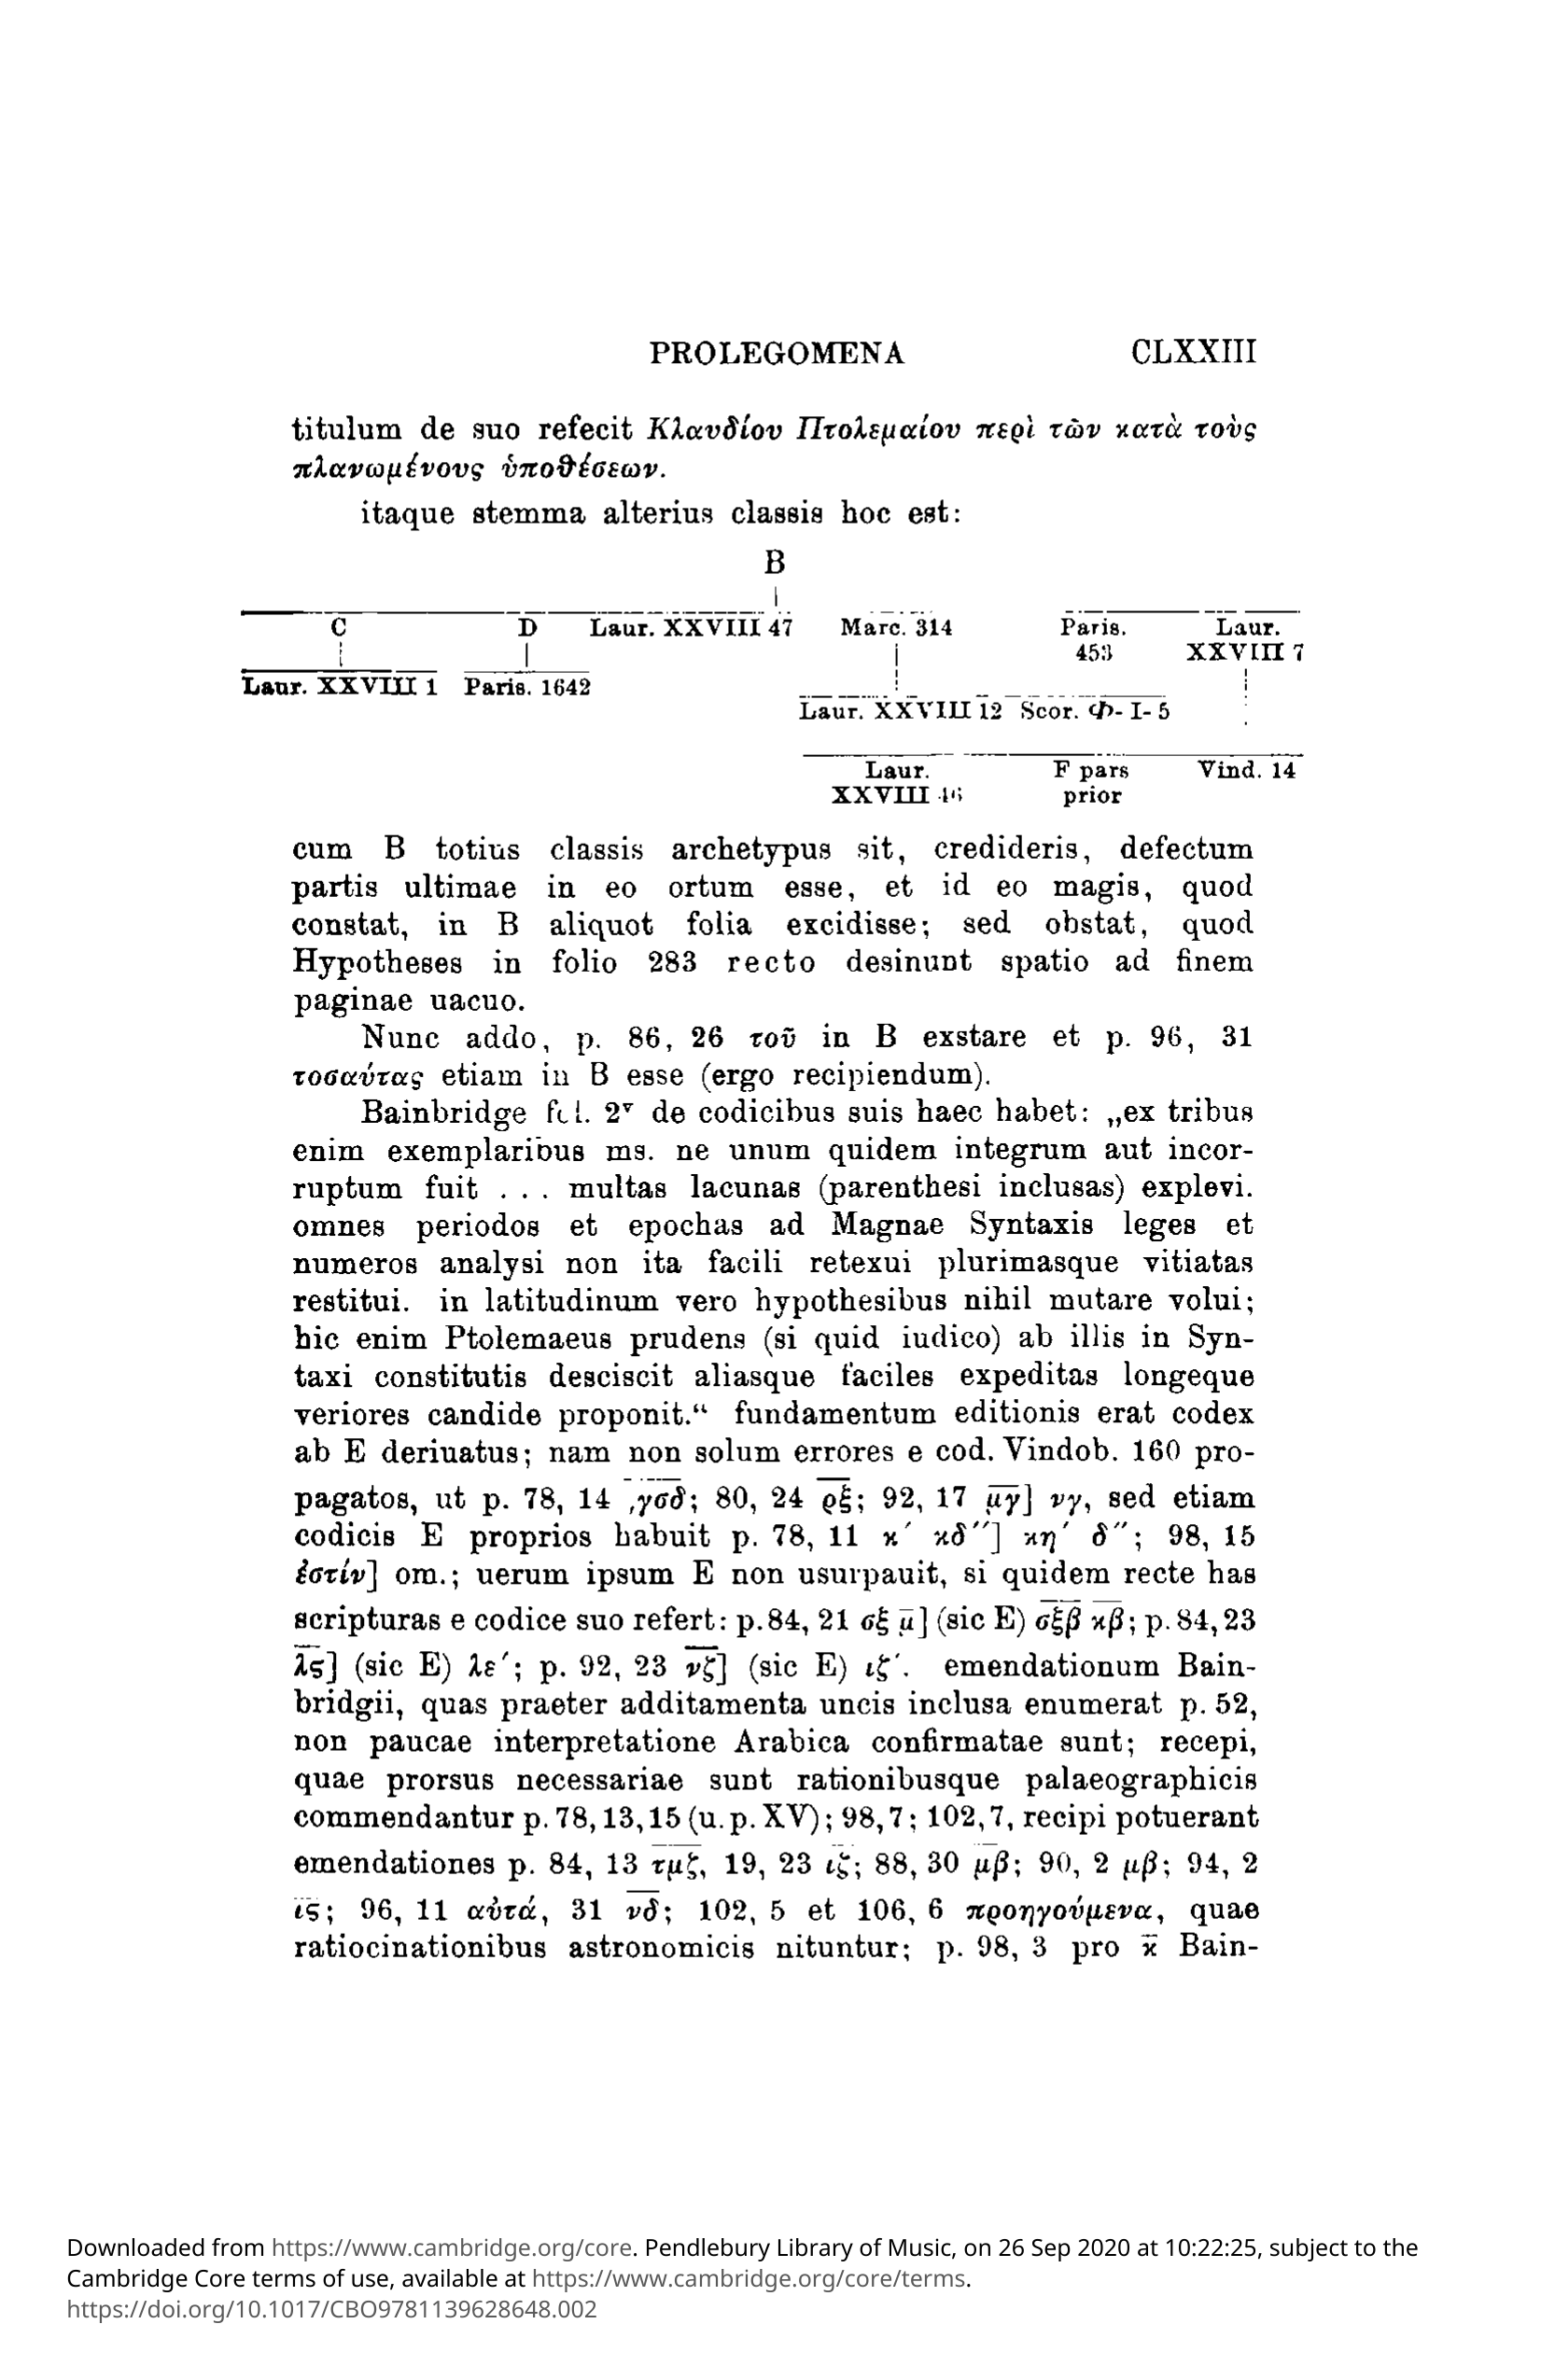 PROLEGOMENA CLXXIII
titulum de suo refecit Κλαυδίου Πτολεμαίου περὶ τῶν κατὰ τοὺς
πλανωμένους ὑποθέσεων.
itaque stemma alterius classis hoc est:
B
C D Laur. XXVIII 47 Marc. 314 Paris. Laur.
453 XXVIII 7
Laur. XXVIII 1 Paris. 1642
Laur. XXVIII 12 Scor. Φ-I-5
Laur. F pars Vind. 14
XXVIII 46 prior
cum B totius classis archetypus sit, credideris, defectum
partis ultimae in eo ortum esse, et id eo magis, quod
constat, in B aliquot folia excidisse; sed obstat, quod
Hypotheses in folio 283 recto desinunt spatio ad finem
paginae uacuo.
Nunc addo, p. 86, 26 τοῦ in B exstare et p. 96, 31
τοσαύτας etiam in B esse (ergo recipiendum).
Bainbridge fol. 2ʳ de codicibus suis haec habet: „ex tribus
enim exemplaribus ms. ne unum quidem integrum aut incor-
ruptum fuit . . . multas lacunas (parenthesi inclusas) explevi.
omnes periodos et epochas ad Magnae Syntaxis leges et
numeros analysi non ita facili retexui plurimasque vitiatas
restitui. in latitudinum vero hypothesibus nihil mutare volui;
hic enim Ptolemaeus prudens (si quid iudico) ab illis in Syn-
taxi constitutis desciscit aliasque faciles expeditas longeque
veriores candide proponit.“ fundamentum editionis erat codex
ab E deriuatus; nam non solum errores e cod. Vindob. 160 pro-
pagatos, ut p. 78, 14 ͵γσδ; 80, 24 ρξ; 92, 17 μγ] νγ, sed etiam
codicis E proprios habuit p. 78, 11 κ′ κδ″] κη′ δ″; 98, 15
ἐστίν] om.; uerum ipsum E non usurpauit, si quidem recte has
scripturas e codice suo refert: p. 84, 21 σξ μ̄] (sic E) σξβ κβ; p. 84, 23
λς] (sic E) λε′; p. 92, 23 νζ] (sic E) ιζ′. emendationum Bain-
bridgii, quas praeter additamenta uncis inclusa enumerat p. 52,
non paucae interpretatione Arabica confirmatae sunt; recepi,
quae prorsus necessariae sunt rationibusque palaeographicis
commendantur p. 78, 13, 15 (u. p. XV); 98, 7; 102, 7, recipi potuerant
emendationes p. 84, 13 τμζ, 19, 23 ιζ; 88, 30 μβ; 90, 2 μβ; 94, 2
ις; 96, 11 αὐτά, 31 νδ; 102, 5 et 106, 6 προηγούμενα, quae
ratiocinationibus astronomicis nituntur; p. 98, 3 pro κ̄ Bain-
Downloaded from https://www.cambridge.org/core. Pendlebury Library of Music, on 26 Sep 2020 at 10:22:25, subject to the
Cambridge Core terms of use, available at https://www.cambridge.org/core/terms.
https://doi.org/10.1017/CBO9781139628648.002